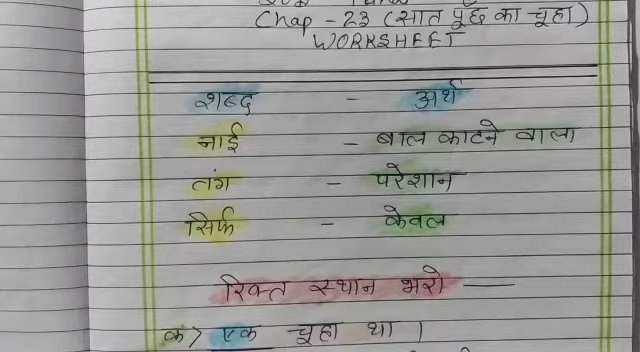 Chap - 23 (सात पूँछ का चूहा)
WORKSHEET
शब्द - अर्थ
नाई - बाल काटने वाला
तंग - परेशान
सिर्फ - केवल
रिक्त स्थान भरो —
क> एक चूहा था।